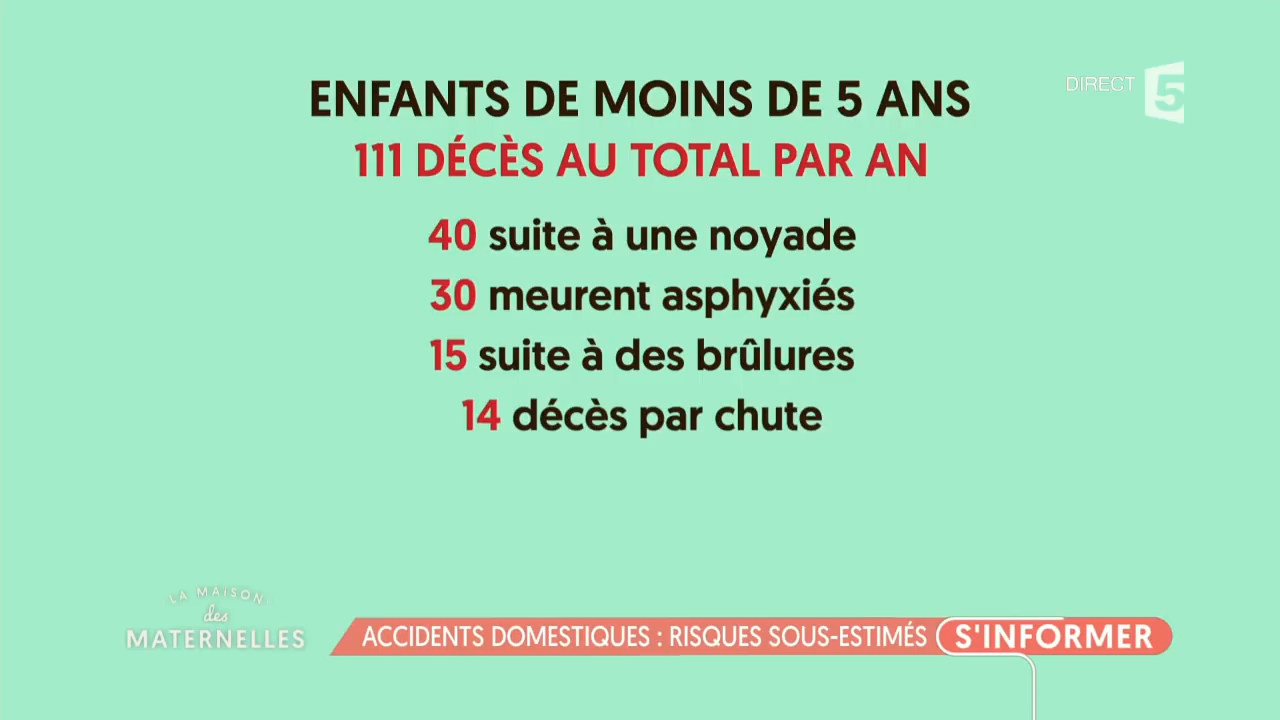 ENFANTS DE MOINS DE 5 ANS
DIRECT 5
111 DÉCÈS AU TOTAL PAR AN
40 suite à une noyade
30 meurent asphyxiés
15 suite à des brûlures
14 décès par chute
LA MAISON
des
MATERNELLES
ACCIDENTS DOMESTIQUES : RISQUES SOUS-ESTIMÉS S'INFORMER